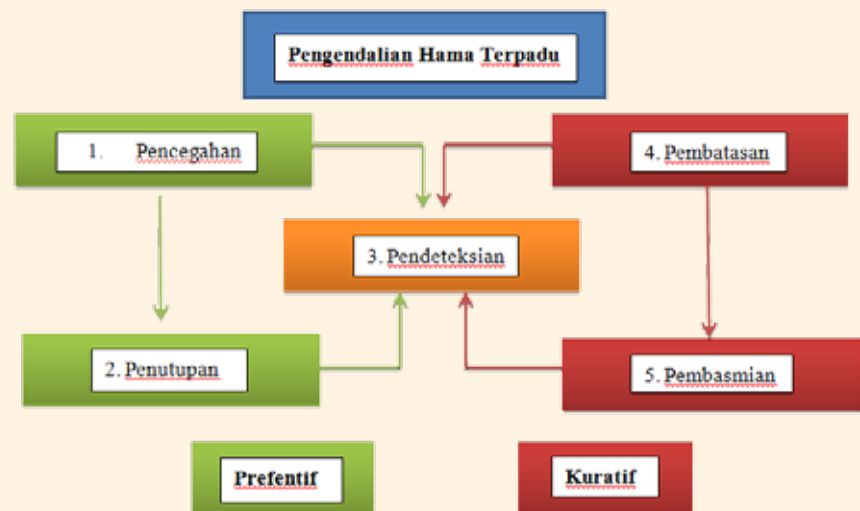 Pengendalian Hama Terpadu
1. Pencegahan
4. Pembatasan
3. Pendeteksian
2. Penutupan
5. Pembasmian
Prefentif
Kuratif